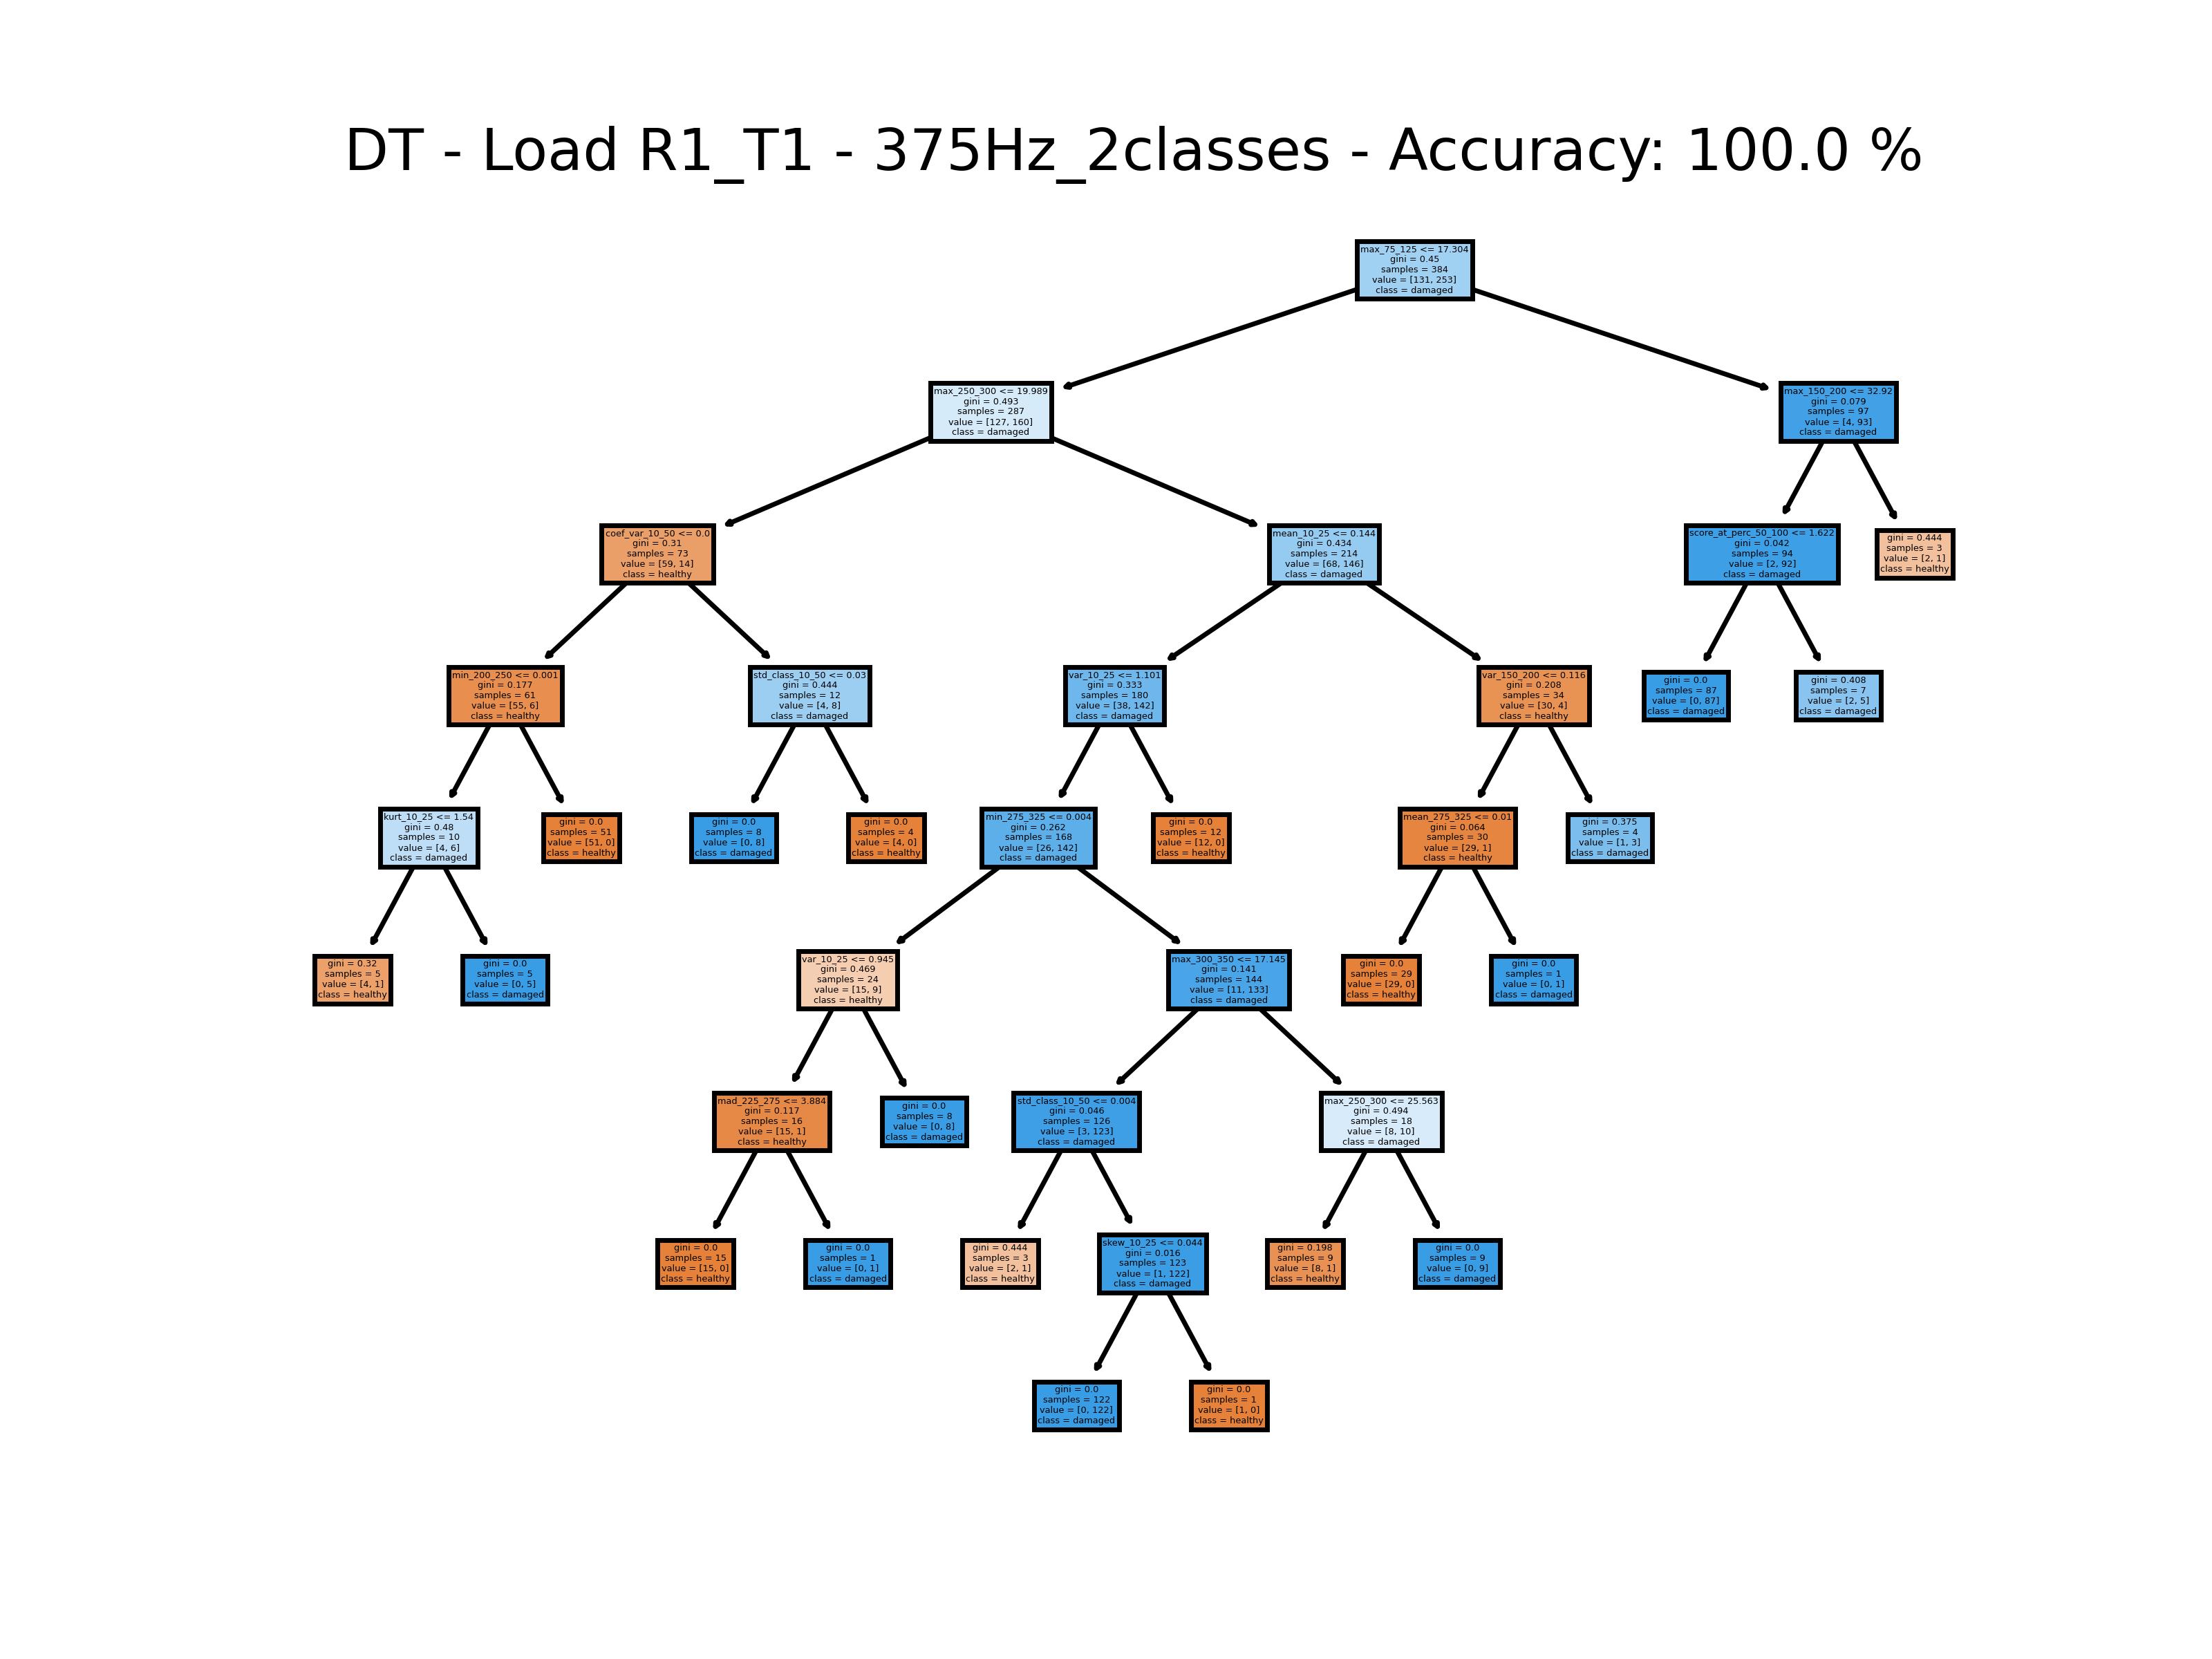 DT - Load R1_T1 - 375Hz_2classes - Accuracy: 100.0 %
max_75_125 <= 17.304
gini = 0.45
samples = 384
value = [131, 253]
class = damaged
max_250_300 <= 19.989
gini = 0.493
samples = 287
value = [127, 160]
class = damaged
max_150_200 <= 32.92
gini = 0.079
samples = 97
value = [4, 93]
class = damaged
coef_var_10_50 <= 0.0
gini = 0.31
samples = 73
value = [59, 14]
class = healthy
mean_10_25 <= 0.144
gini = 0.434
samples = 214
value = [68, 146]
class = damaged
score_at_perc_50_100 <= 1.622
gini = 0.042
samples = 94
value = [2, 92]
class = damaged
gini = 0.444
samples = 3
value = [2, 1]
class = healthy
min_200_250 <= 0.001
gini = 0.177
samples = 61
value = [55, 6]
class = healthy
std_class_10_50 <= 0.03
gini = 0.444
samples = 12
value = [4, 8]
class = damaged
var_10_25 <= 1.101
gini = 0.333
samples = 180
value = [38, 142]
class = damaged
var_150_200 <= 0.116
gini = 0.208
samples = 34
value = [30, 4]
class = healthy
gini = 0.0
samples = 87
value = [0, 87]
class = damaged
gini = 0.408
samples = 7
value = [2, 5]
class = damaged
kurt_10_25 <= 1.54
gini = 0.48
samples = 10
value = [4, 6]
class = damaged
gini = 0.0
samples = 51
value = [51, 0]
class = healthy
gini = 0.0
samples = 8
value = [0, 8]
class = damaged
gini = 0.0
samples = 4
value = [4, 0]
class = healthy
min_275_325 <= 0.004
gini = 0.262
samples = 168
value = [26, 142]
class = damaged
gini = 0.0
samples = 12
value = [12, 0]
class = healthy
mean_275_325 <= 0.01
gini = 0.064
samples = 30
value = [29, 1]
class = healthy
gini = 0.375
samples = 4
value = [1, 3]
class = damaged
gini = 0.32
samples = 5
value = [4, 1]
class = healthy
gini = 0.0
samples = 5
value = [0, 5]
class = damaged
var_10_25 <= 0.945
gini = 0.469
samples = 24
value = [15, 9]
class = healthy
max_300_350 <= 17.145
gini = 0.141
samples = 144
value = [11, 133]
class = damaged
gini = 0.0
samples = 29
value = [29, 0]
class = healthy
gini = 0.0
samples = 1
value = [0, 1]
class = damaged
mad_225_275 <= 3.884
gini = 0.117
samples = 16
value = [15, 1]
class = healthy
gini = 0.0
samples = 8
value = [0, 8]
class = damaged
std_class_10_50 <= 0.004
gini = 0.046
samples = 126
value = [3, 123]
class = damaged
max_250_300 <= 25.563
gini = 0.494
samples = 18
value = [8, 10]
class = damaged
gini = 0.0
samples = 15
value = [15, 0]
class = healthy
gini = 0.0
samples = 1
value = [0, 1]
class = damaged
gini = 0.444
samples = 3
value = [2, 1]
class = healthy
skew_10_25 <= 0.044
gini = 0.016
samples = 123
value = [1, 122]
class = damaged
gini = 0.198
samples = 9
value = [8, 1]
class = healthy
gini = 0.0
samples = 9
value = [0, 9]
class = damaged
gini = 0.0
samples = 122
value = [0, 122]
class = damaged
gini = 0.0
samples = 1
value = [1, 0]
class = healthy